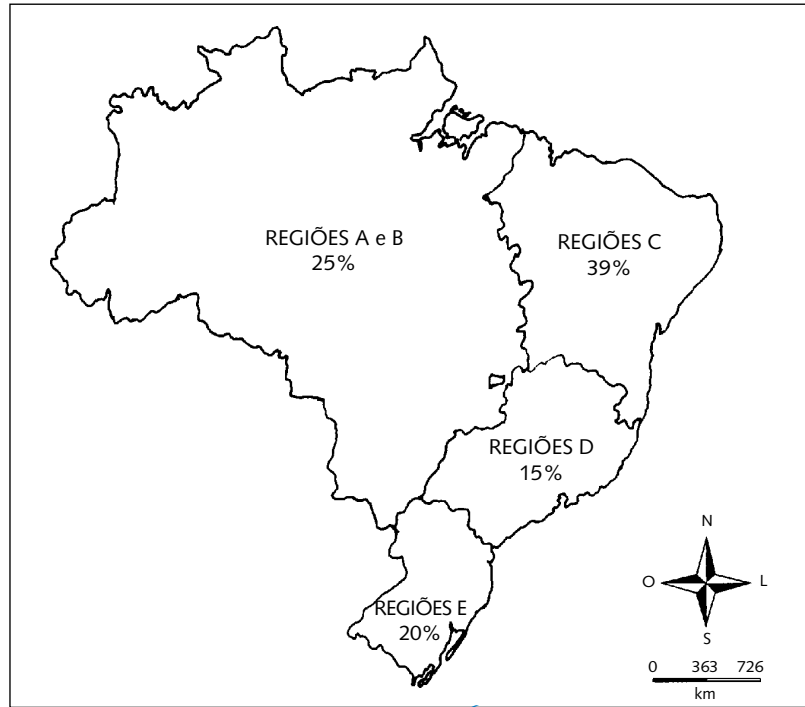 REGIÕES A e B
25%
REGIÕES C
39%
REGIÕES D
15%
REGIÕES E
20%
N
O
L
S
0 363 726
km